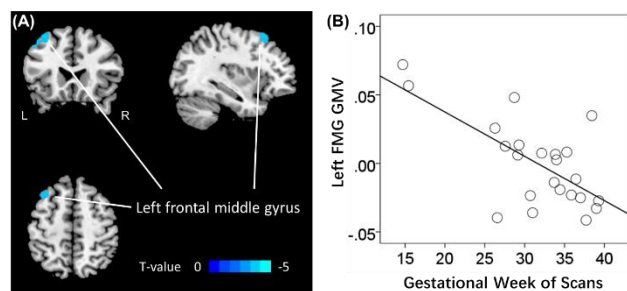 (A)
L
R
Left frontal middle gyrus
T-value 0 -5
(B)
Left FMG GMV
.10
.05
.00
-.05
15 20 25 30 35 40
Gestational Week of Scans